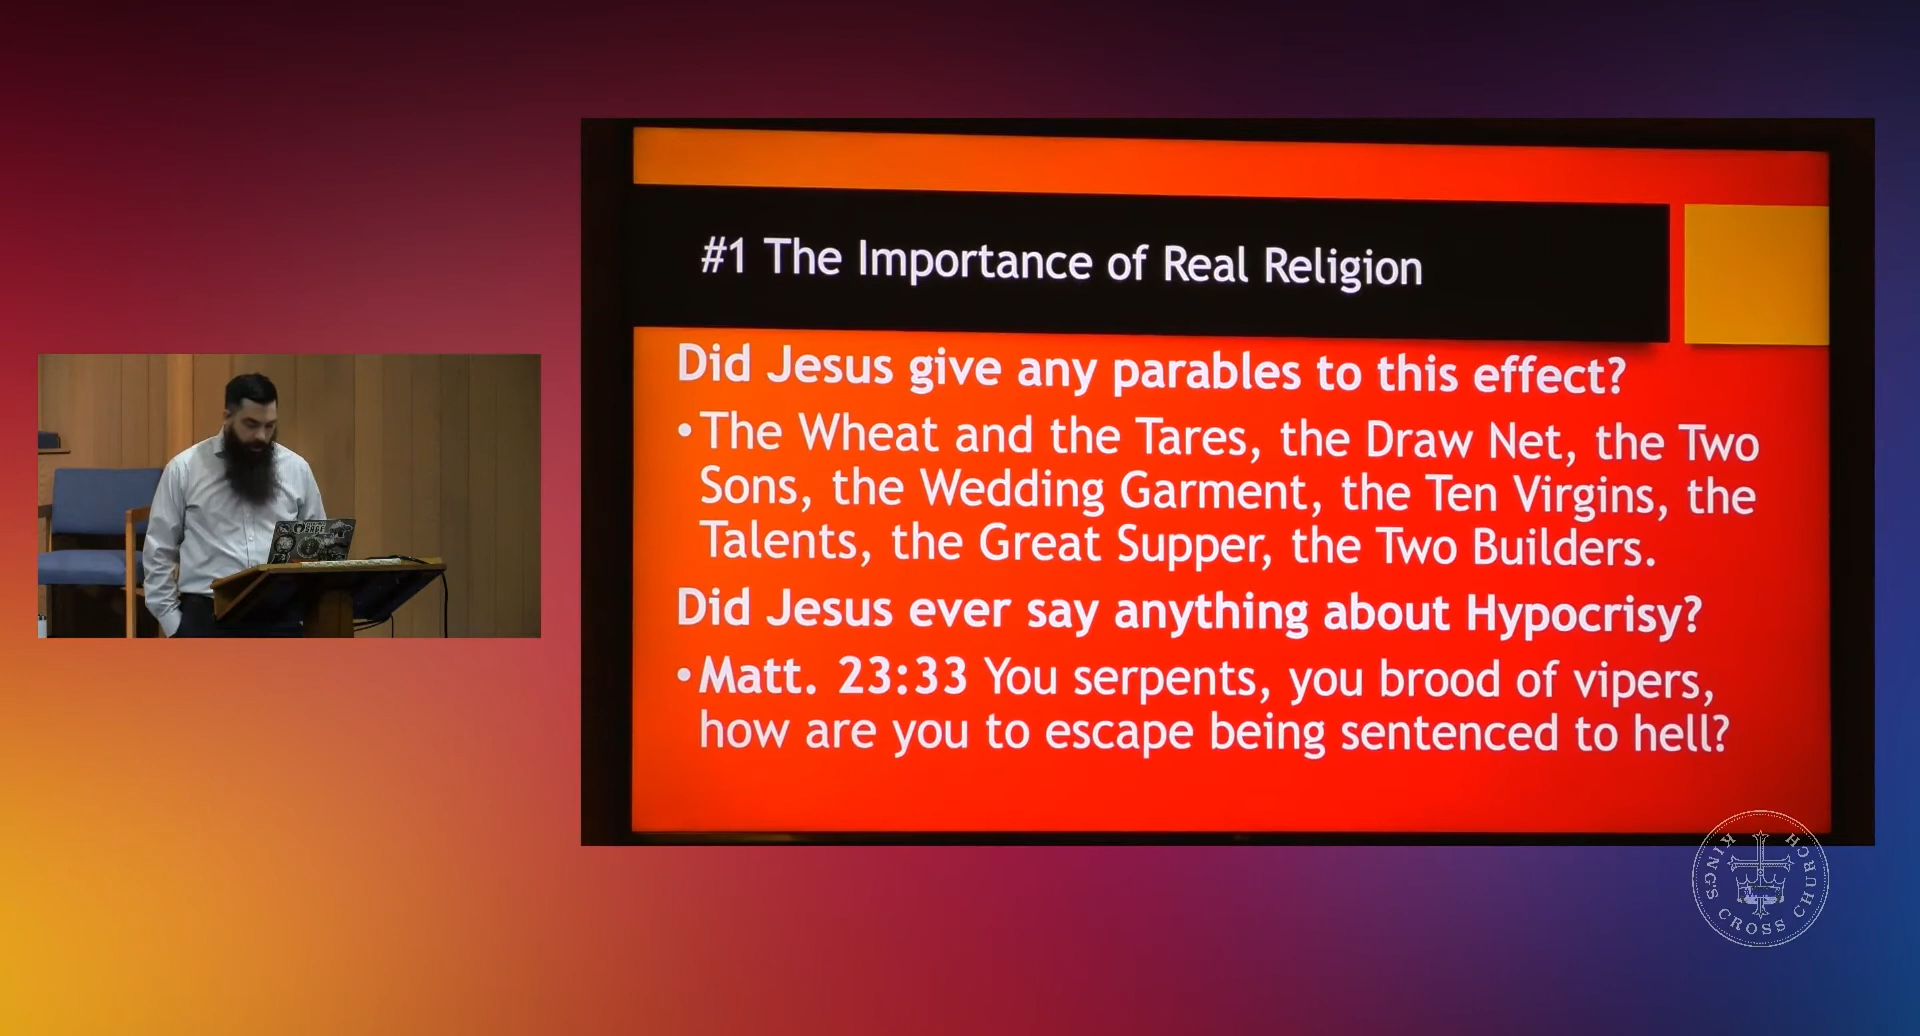 #1 The Importance of Real Religion
Did Jesus give any parables to this effect?
•The Wheat and the Tares, the Draw Net, the Two
Sons, the Wedding Garment, the Ten Virgins, the
Talents, the Great Supper, the Two Builders.
Did Jesus ever say anything about Hypocrisy?
•Matt. 23:33 You serpents, you brood of vipers,
how are you to escape being sentenced to hell?
KING'S CROSS CHURCH